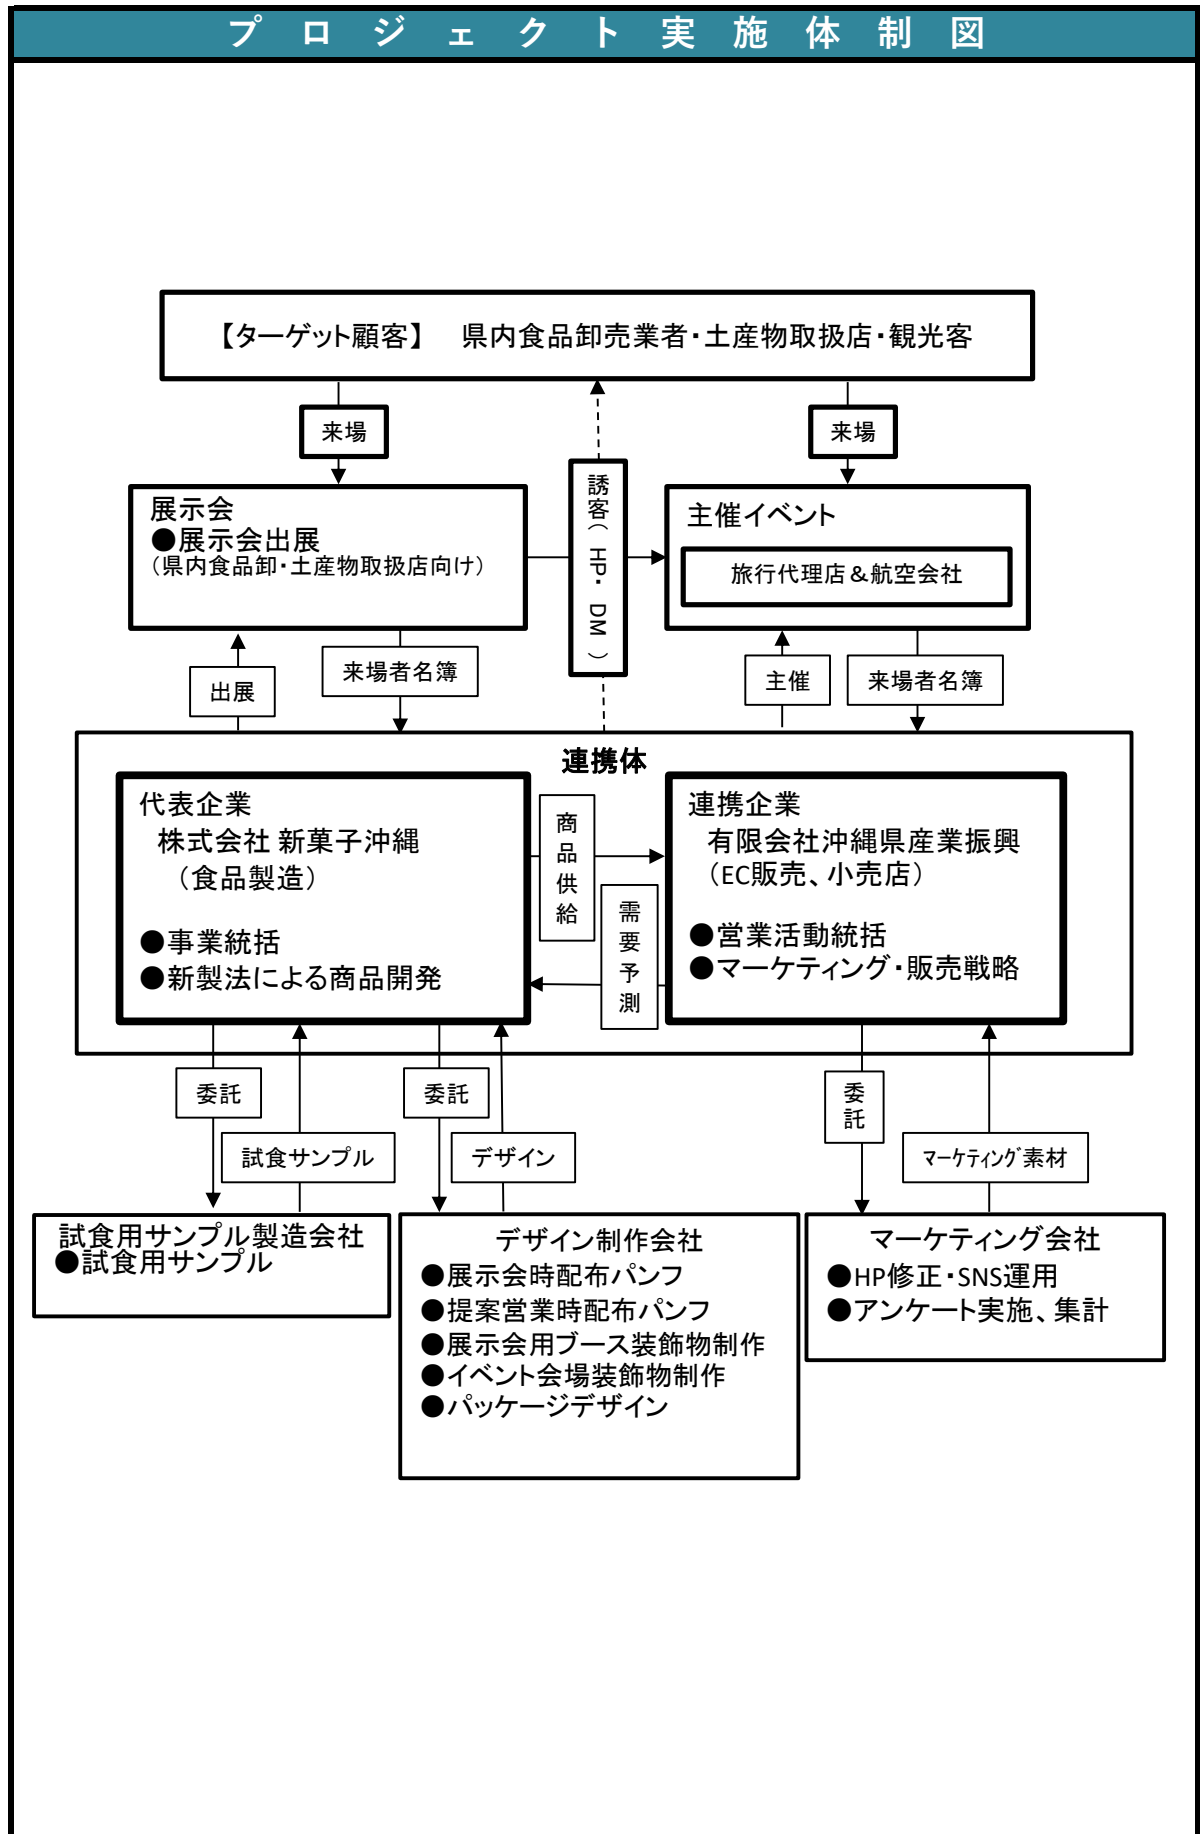 プロジェクト実施体制図
【ターゲット顧客】　県内食品卸売業者・土産物取扱店・観光客
来場
来場
誘客（HP・DM）
展示会
●展示会出展
（県内食品卸・土産物取扱店向け）
主催イベント
旅行代理店＆航空会社
出展
来場者名簿
主催
来場者名簿
連携体
代表企業
株式会社 新菓子沖縄
（食品製造）
●事業統括
●新製法による商品開発
商品供給
需要予測
連携企業
有限会社沖縄県産業振興
（EC販売、小売店）
●営業活動統括
●マーケティング・販売戦略
委託
試食サンプル
委託
デザイン
委託
ﾏｰｹﾃｨﾝｸﾞ素材
試食用サンプル製造会社
●試食用サンプル
デザイン制作会社
●展示会時配布パンフ
●提案営業時配布パンフ
●展示会用ブース装飾物制作
●イベント会場装飾物制作
●パッケージデザイン
マーケティング会社
●HP修正・SNS運用
●アンケート実施、集計